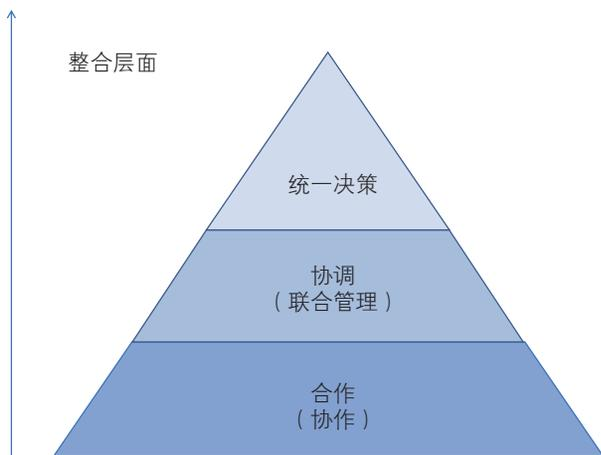 整合层面
统一决策
协调
（联合管理）
合作
（协作）